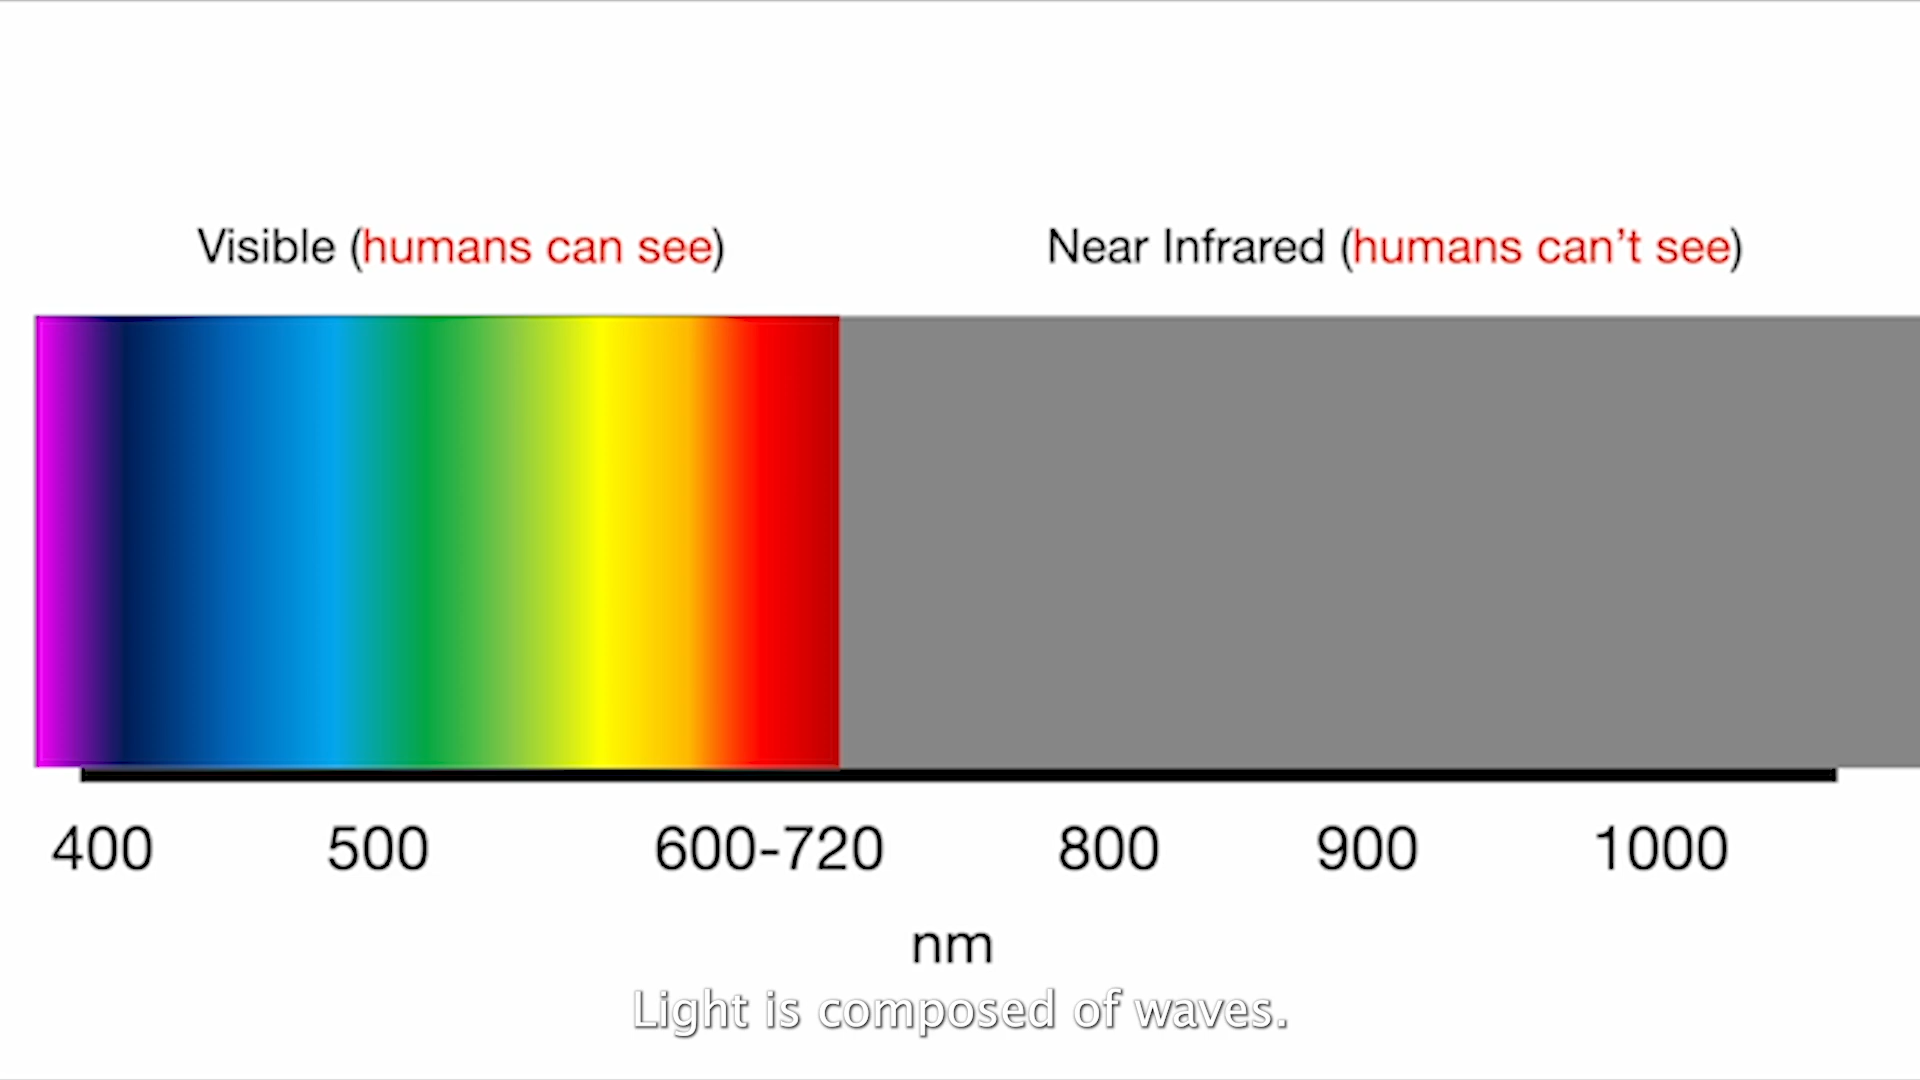 Visible (humans can see) Near Infrared (humans can't see)
400 500 600-720 800 900 1000
nm
Light is composed of waves.